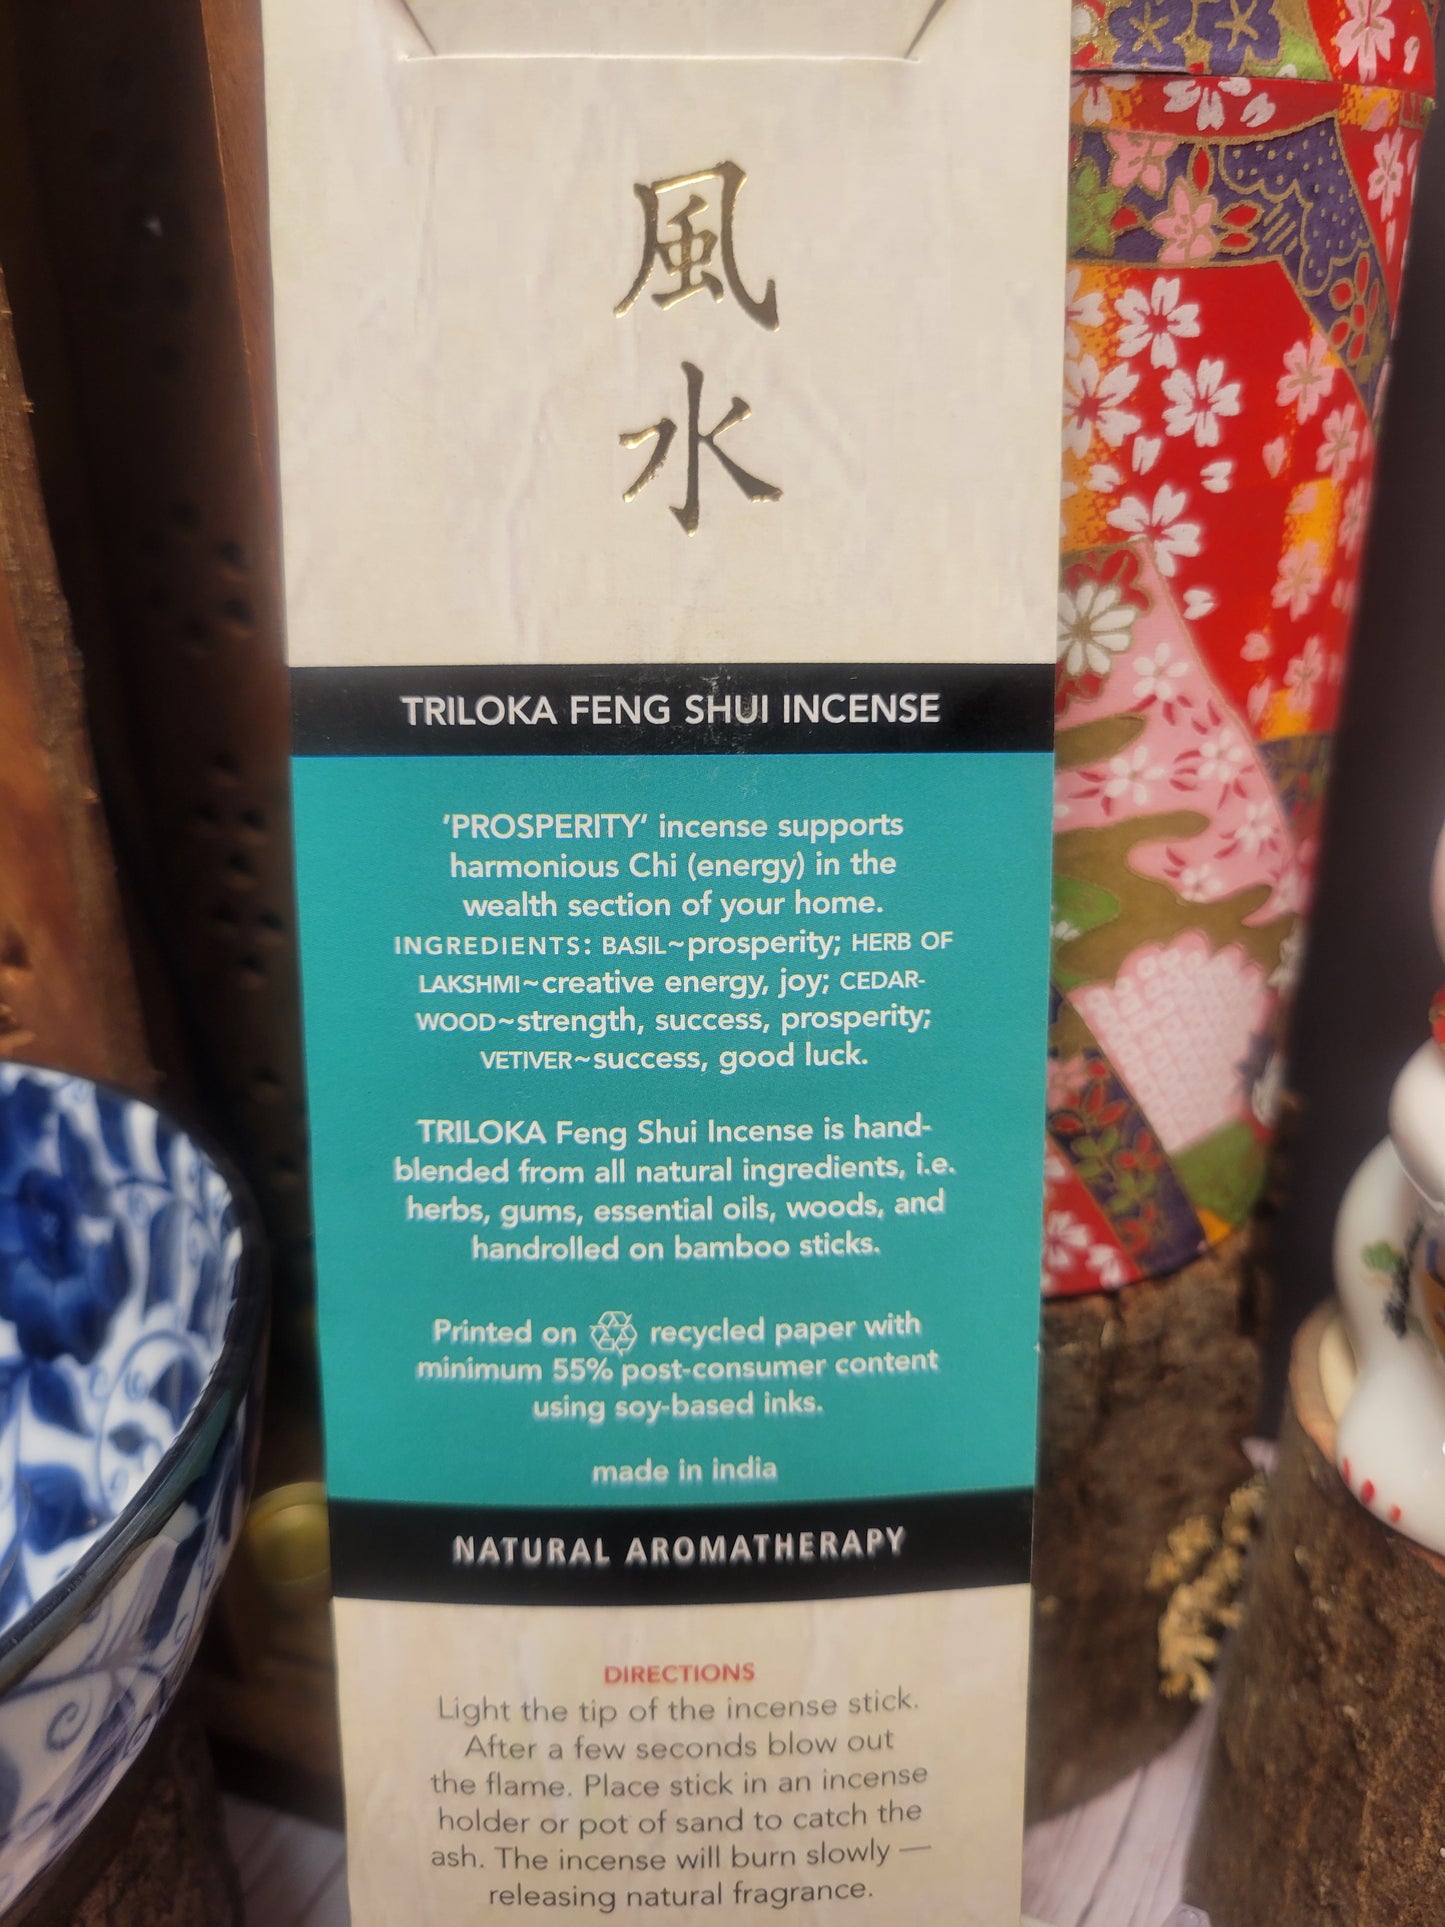 風
水
TRILOKA FENG SHUI INCENSE
'PROSPERITY' incense supports
harmonious Chi (energy) in the
wealth section of your home.
INGREDIENTS: BASIL~prosperity; HERB OF
LAKSHMI~creative energy, joy; CEDAR-
WOOD~strength, success, prosperity;
VETIVER~success, good luck.
TRILOKA Feng Shui Incense is hand-
blended from all natural ingredients, i.e.
herbs, gums, essential oils, woods, and
handrolled on bamboo sticks.
Printed on recycled paper with
minimum 55% post-consumer content
using soy-based inks.
made in india
NATURAL AROMATHERAPY
DIRECTIONS
Light the tip of the incense stick.
After a few seconds blow out
the flame. Place stick in an incense
holder or pot of sand to catch the
ash. The incense will burn slowly —
releasing natural fragrance.